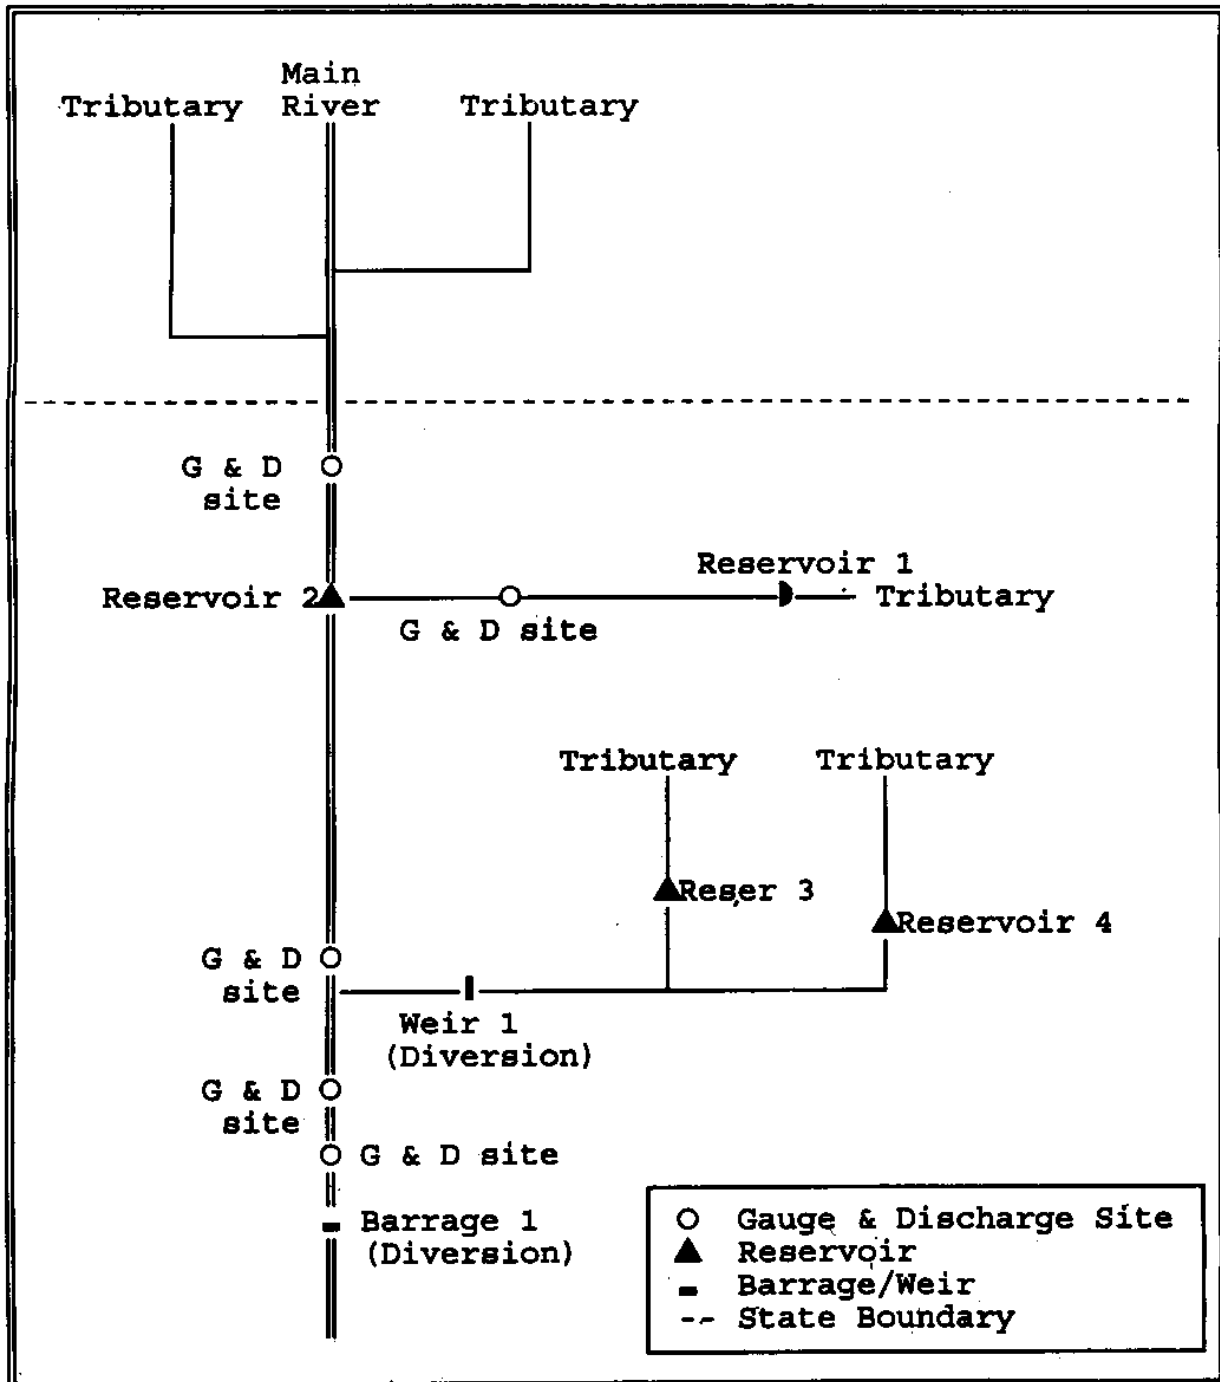 Main
Tributary River Tributary
G & D
site
Reservoir 1
Reservoir 2
Tributary
G & D site
Tributary Tributary
Reser 3
Reservoir 4
G & D
site
Weir 1
(Diversion)
G & D
site
G & D site
Barrage 1
(Diversion)
Gauge & Discharge Site
Reservoir
Barrage/Weir
State Boundary